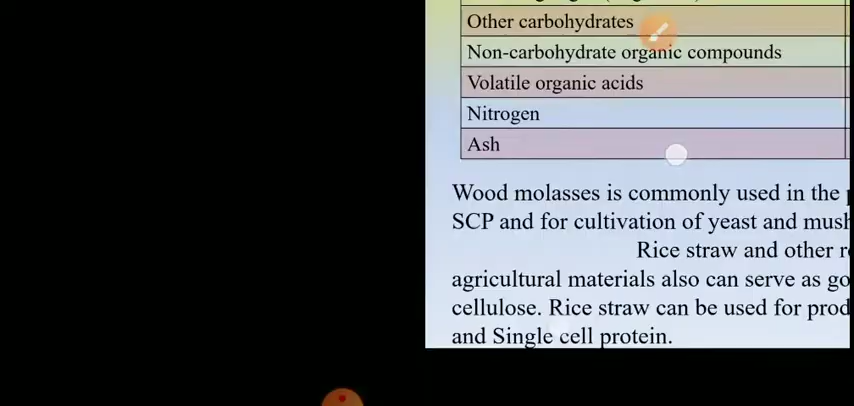 Other carbohydrates
Non-carbohydrate organic compounds
Volatile organic acids
Nitrogen
Ash
Wood molasses is commonly used in the
SCP and for cultivation of yeast and
Rice straw and other
agricultural materials also can serve as
cellulose. Rice straw can be used for
and Single cell protein.